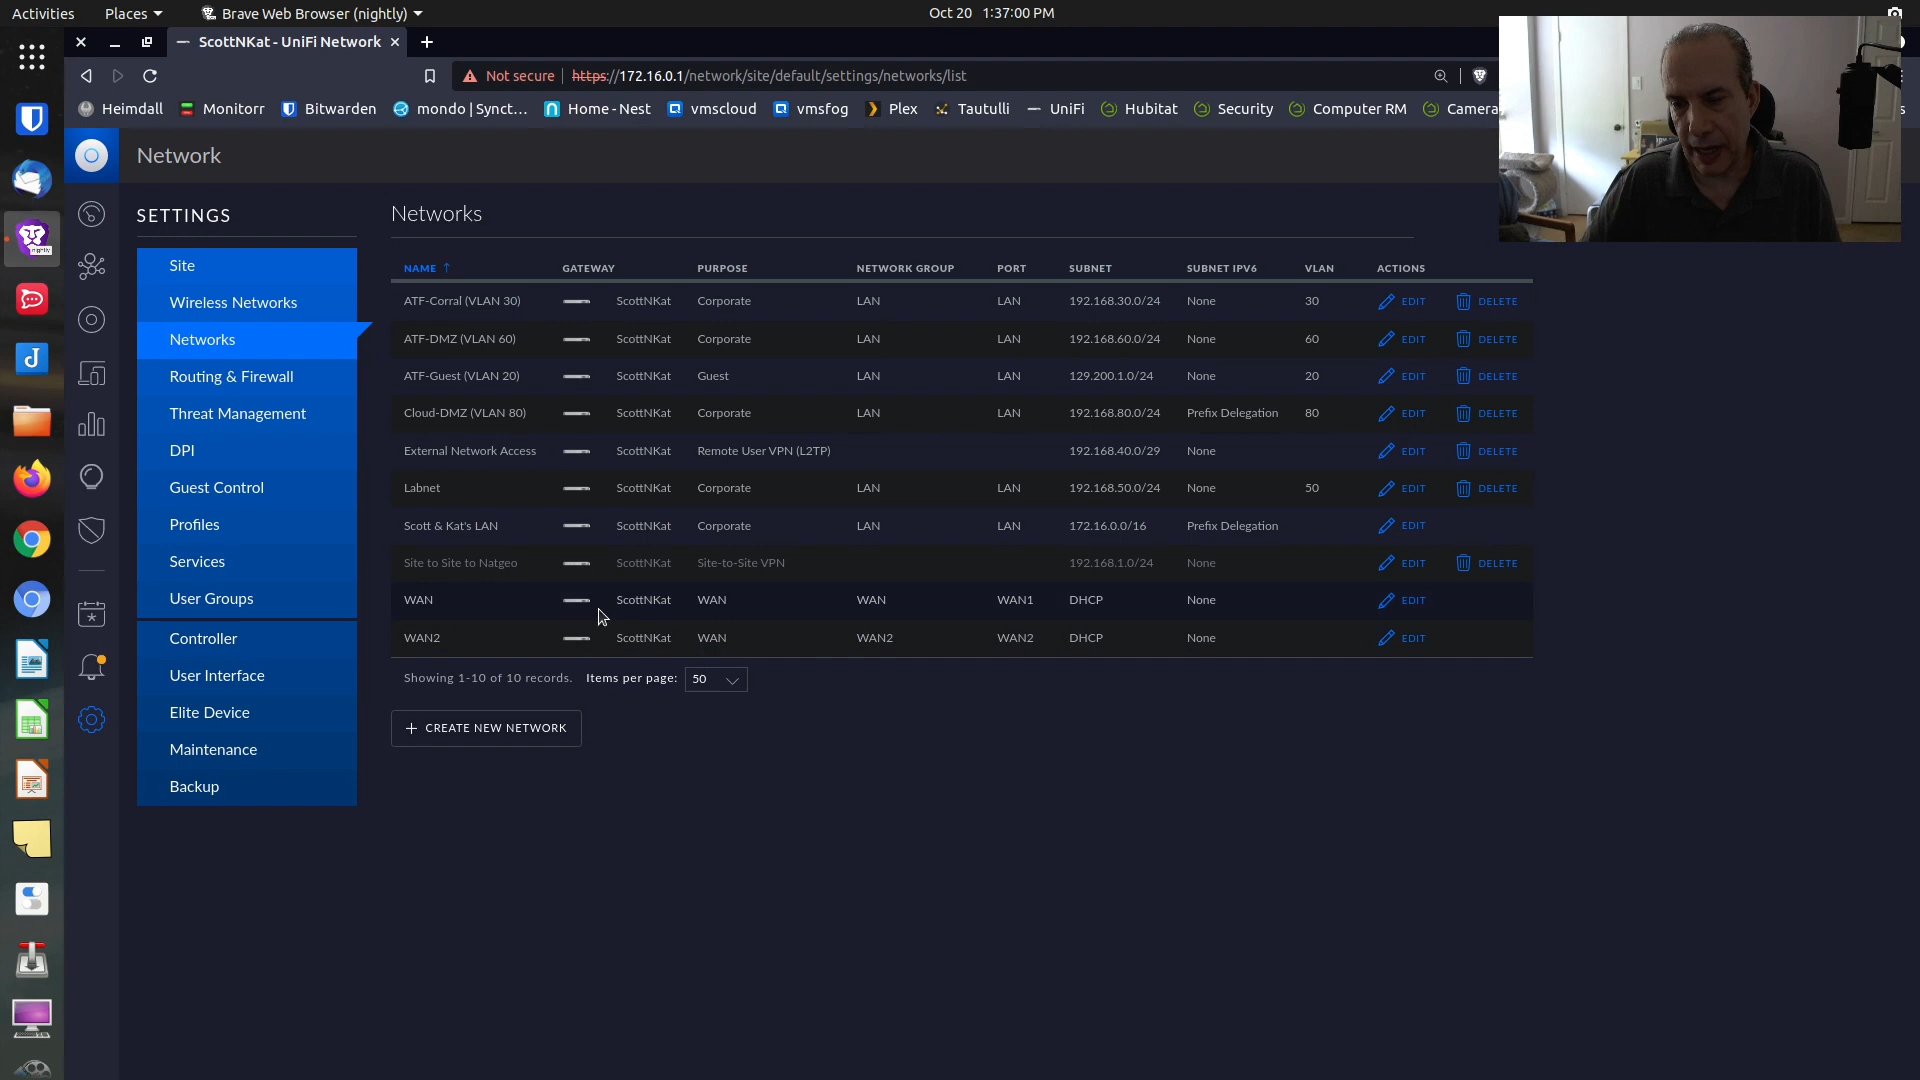 Activities Places Brave Web Browser (nightly) Oct 20 1:37:00 PM
ScottNKat - UniFi Network
Not secure https://172.16.0.1/network/site/default/settings/networks/list
Heimdall Monitorr Bitwarden mondo | Synct... Home - Nest vmscloud vmsfog Plex Tautulli UniFi Hubitat Security Computer RM Camera
Network
SETTINGS
Site
Wireless Networks
Networks
Routing & Firewall
Threat Management
DPI
Guest Control
Profiles
Services
User Groups
Controller
User Interface
Elite Device
Maintenance
Backup
Networks
NAME ↑ GATEWAY PURPOSE NETWORK GROUP PORT SUBNET SUBNET IPV6 VLAN ACTIONS
ATF-Corral (VLAN 30) ScottNKat Corporate LAN LAN 192.168.30.0/24 None 30 EDIT DELETE
ATF-DMZ (VLAN 60) ScottNKat Corporate LAN LAN 192.168.60.0/24 None 60 EDIT DELETE
ATF-Guest (VLAN 20) ScottNKat Guest LAN LAN 129.200.1.0/24 None 20 EDIT DELETE
Cloud-DMZ (VLAN 80) ScottNKat Corporate LAN LAN 192.168.80.0/24 Prefix Delegation 80 EDIT DELETE
External Network Access ScottNKat Remote User VPN (L2TP) 192.168.40.0/29 None EDIT DELETE
Labnet ScottNKat Corporate LAN LAN 192.168.50.0/24 None 50 EDIT DELETE
Scott & Kat's LAN ScottNKat Corporate LAN LAN 172.16.0.0/16 Prefix Delegation EDIT
Site to Site to Natgeo ScottNKat Site-to-Site VPN 192.168.1.0/24 None EDIT DELETE
WAN ScottNKat WAN WAN WAN1 DHCP None EDIT
WAN2 ScottNKat WAN WAN2 WAN2 DHCP None EDIT
Showing 1-10 of 10 records. Items per page: 50
+ CREATE NEW NETWORK
nightly